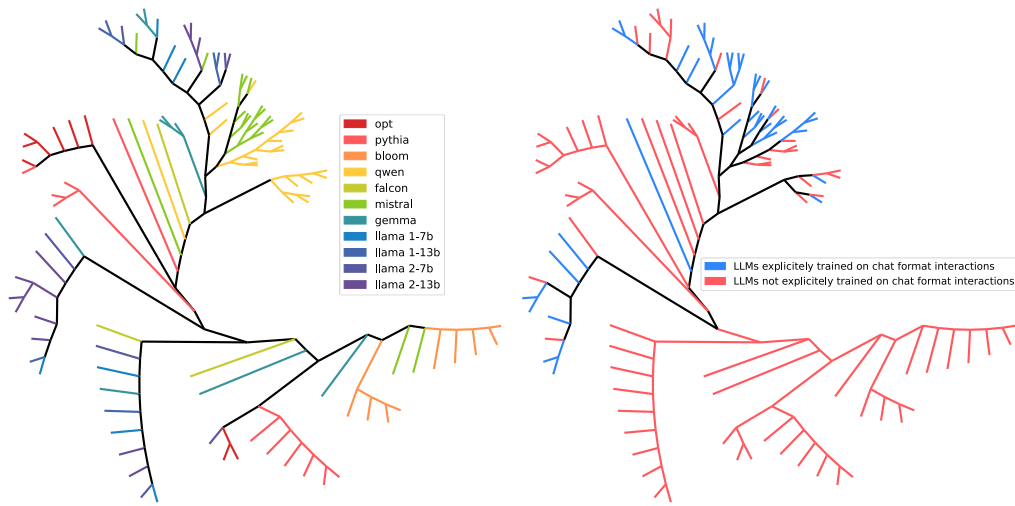 opt
pythia
bloom
qwen
falcon
mistral
gemma
llama 1-7b
llama 1-13b
llama 2-7b
llama 2-13b
LLMs explicitely trained on chat format interactions
LLMs not explicitely trained on chat format interactions